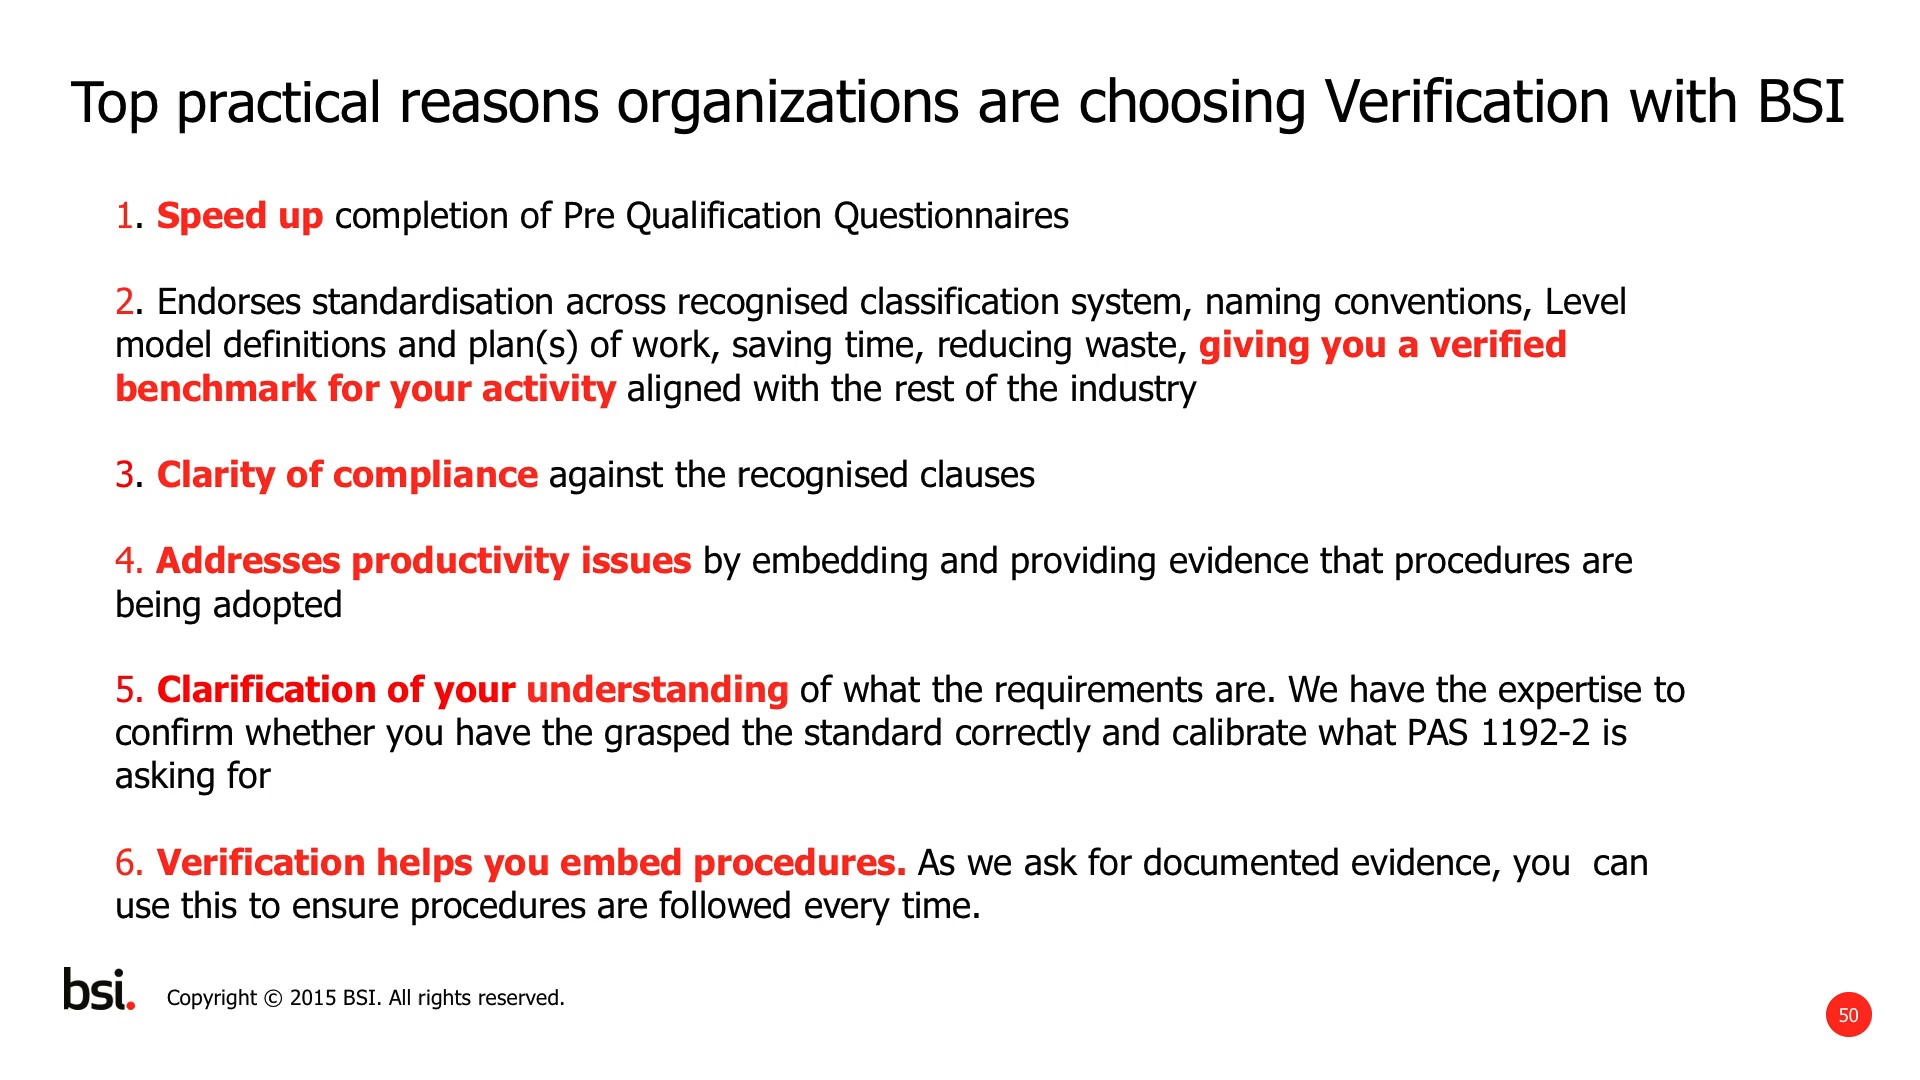 Top practical reasons organizations are choosing Verification with BSI
1. Speed up completion of Pre Qualification Questionnaires
2. Endorses standardisation across recognised classification system, naming conventions, Level
model definitions and plan(s) of work, saving time, reducing waste, giving you a verified
benchmark for your activity aligned with the rest of the industry
3. Clarity of compliance against the recognised clauses
4. Addresses productivity issues by embedding and providing evidence that procedures are
being adopted
5. Clarification of your understanding of what the requirements are. We have the expertise to
confirm whether you have the grasped the standard correctly and calibrate what PAS 1192-2 is
asking for
6. Verification helps you embed procedures. As we ask for documented evidence, you  can
use this to ensure procedures are followed every time.
bsi.
Copyright © 2015 BSI. All rights reserved.
50